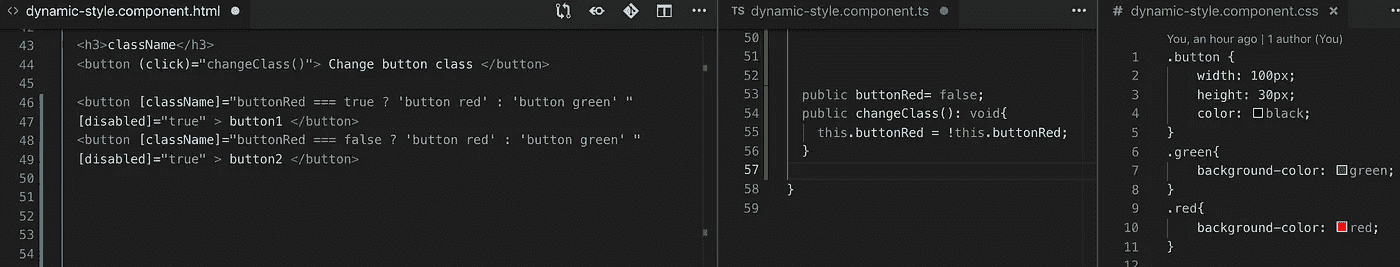 dynamic-style.component.html
43 <h3>className</h3>
44 <button (click)="changeClass()"> Change button class </button>
45
46 <button [className]="buttonRed === true ? 'button red' : 'button green' "
47 [disabled]="true" > button1 </button>
48 <button [className]="buttonRed === false ? 'button red' : 'button green' "
49 [disabled]="true" > button2 </button>
50
51
52
53
54
TS dynamic-style.component.ts
50
51
52
53 public buttonRed= false;
54 public changeClass(): void{
55 this.buttonRed = !this.buttonRed;
56 }
57
58 }
59
# dynamic-style.component.css
You, an hour ago | 1 author (You)
1 .button {
2 width: 100px;
3 height: 30px;
4 color: black;
5 }
6 .green{
7 background-color: green;
8 }
9 .red{
10 background-color: red;
11 }
12